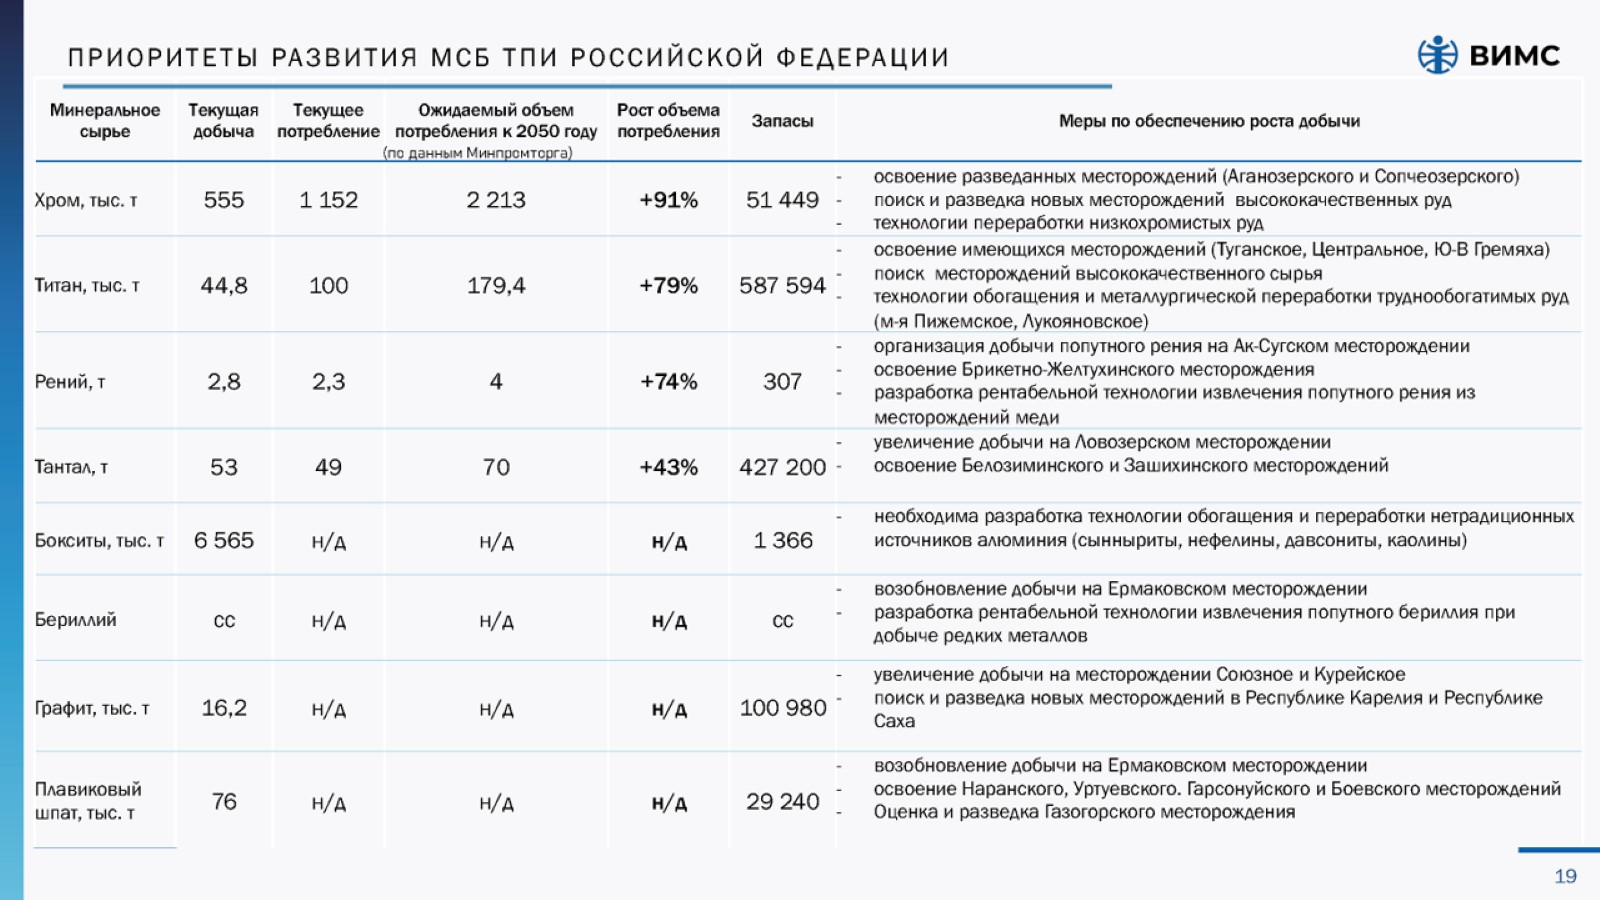 ПРИОРИТЕТЫ РАЗВИТИЯ МСБ ТПИ РОССИЙСКОЙ ФЕДЕРАЦИИ
ВИМС
Минеральное сырье
Текущая добыча
Текущее потребление
Ожидаемый объем потребления к 2050 году
(по данным Минпромторга)
Рост объема потребления
Запасы
Меры по обеспечению роста добычи
Хром, тыс. т 555 1 152 2 213 +91% 51 449
- освоение разведанных месторождений (Аганозерского и Сопчеозерского)
- поиск и разведка новых месторождений высококачественных руд
- технологии переработки низкохромистых руд
Титан, тыс. т 44,8 100 179,4 +79% 587 594
- освоение имеющихся месторождений (Туганское, Центральное, Ю-В Гремяха)
- поиск месторождений высококачественного сырья
- технологии обогащения и металлургической переработки труднообогатимых руд
(м-я Пижемское, Лукояновское)
Рений, т 2,8 2,3 4 +74% 307
- организация добычи попутного рения на Ак-Сугском месторождении
- освоение Брикетно-Желтухинского месторождения
- разработка рентабельной технологии извлечения попутного рения из
месторождений меди
Тантал, т 53 49 70 +43% 427 200
- увеличение добычи на Ловозерском месторождении
- освоение Белозиминского и Зашихинского месторождений
Бокситы, тыс. т 6 565 н/д н/д н/д 1 366
- необходима разработка технологии обогащения и переработки нетрадиционных
источников алюминия (сынныриты, нефелины, давсониты, каолины)
Бериллий сс н/д н/д н/д сс
- возобновление добычи на Ермаковском месторождении
- разработка рентабельной технологии извлечения попутного бериллия при
добыче редких металлов
Графит, тыс. т 16,2 н/д н/д н/д 100 980
- увеличение добычи на месторождении Союзное и Курейское
- поиск и разведка новых месторождений в Республике Карелия и Республике
Саха
Плавиковый
шпат, тыс. т 76 н/д н/д н/д 29 240
- возобновление добычи на Ермаковском месторождении
- освоение Наранского, Уртуевского. Гарсонуйского и Боевского месторождений
- Оценка и разведка Газогорского месторождения
19